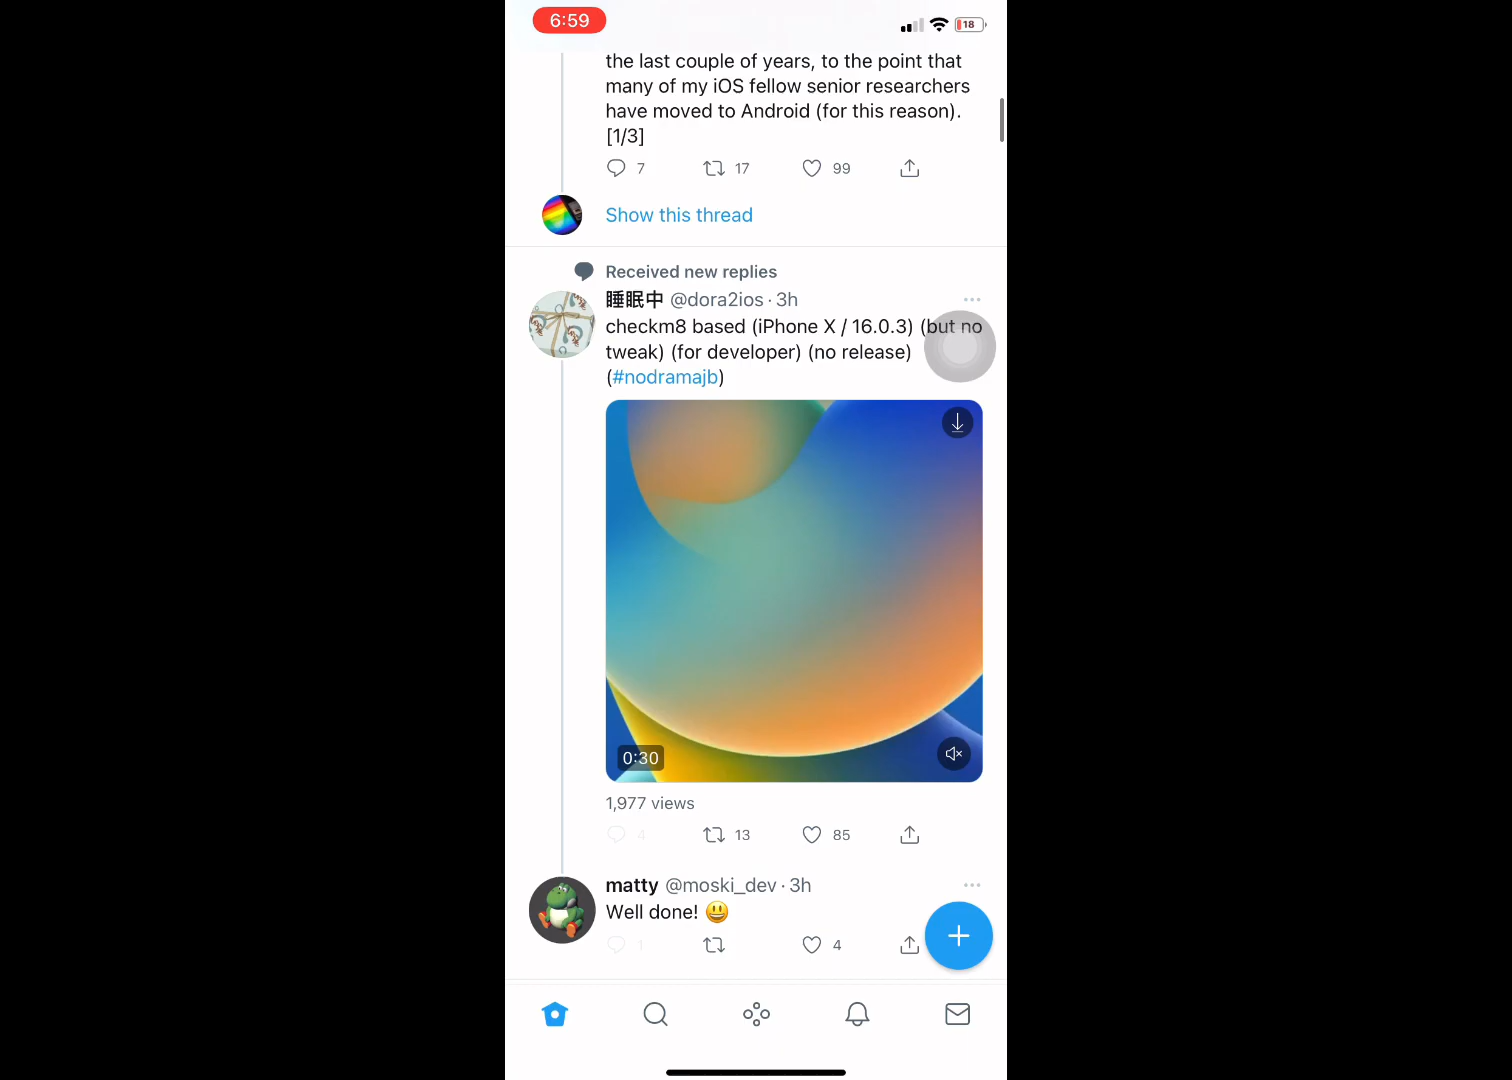 6:59
18
the last couple of years, to the point that
many of my iOS fellow senior researchers
have moved to Android (for this reason).
[1/3]
7 17 99
Show this thread
Received new replies
睡眠中 @dora2ios · 3h
checkm8 based (iPhone X / 16.0.3) (but no
tweak) (for developer) (no release)
(#nodramajb)
0:30
1,977 views
4 13 85
matty @moski_dev · 3h
Well done! 😃
1 4